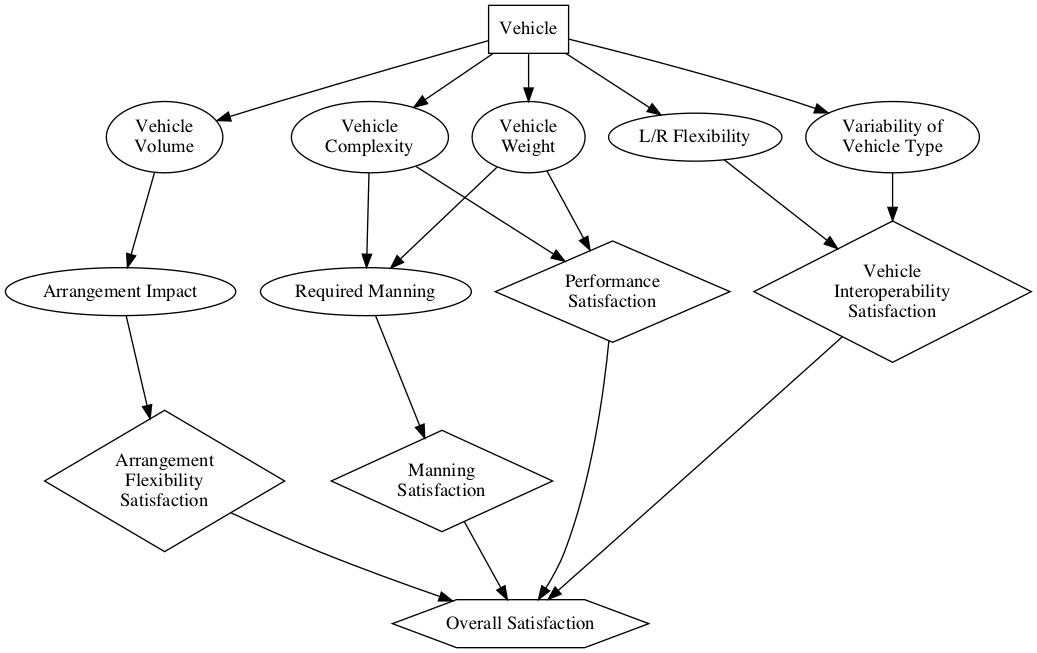 Vehicle
Vehicle
Volume
Vehicle
Complexity
Vehicle
Weight
L/R Flexibility
Variability of
Vehicle Type
Arrangement Impact
Required Manning
Performance
Satisfaction
Vehicle
Interoperability
Satisfaction
Arrangement
Flexibility
Satisfaction
Manning
Satisfaction
Overall Satisfaction